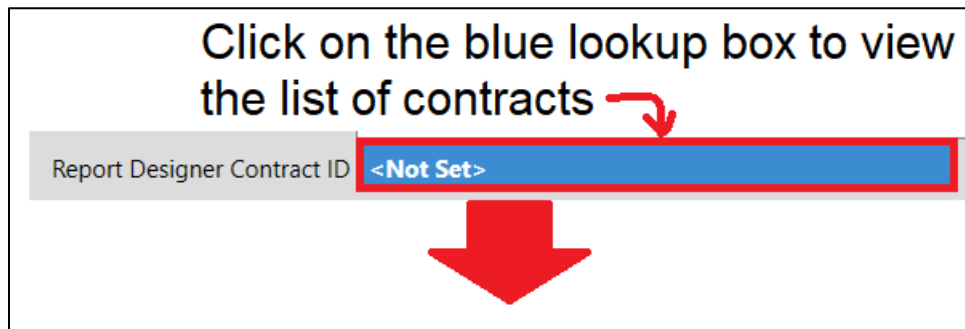 Click on the blue lookup box to view
the list of contracts
Report Designer Contract ID <Not Set>